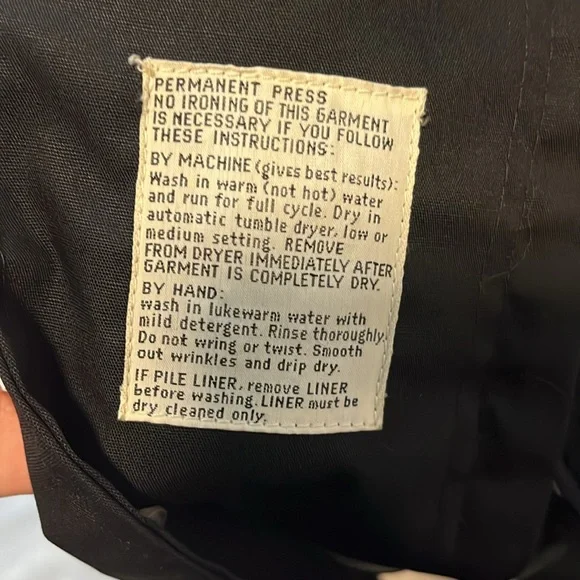 PERMANENT PRESS
NO IRONING OF THIS GARMENT
IS NECESSARY IF YOU FOLLOW
THESE INSTRUCTIONS:
BY MACHINE (gives best results):
Wash in warm (not hot) water
and run for full cycle. Dry in
automatic tumble dryer, low or
medium setting. REMOVE
FROM DRYER IMMEDIATELY AFTER
GARMENT IS COMPLETELY DRY.
BY HAND:
wash in lukewarm water with
mild detergent. Rinse thoroughly.
Do not wring or twist. Smooth
out wrinkles and drip dry.
IF PILE LINER, remove LINER
before washing. LINER must be
dry cleaned only.